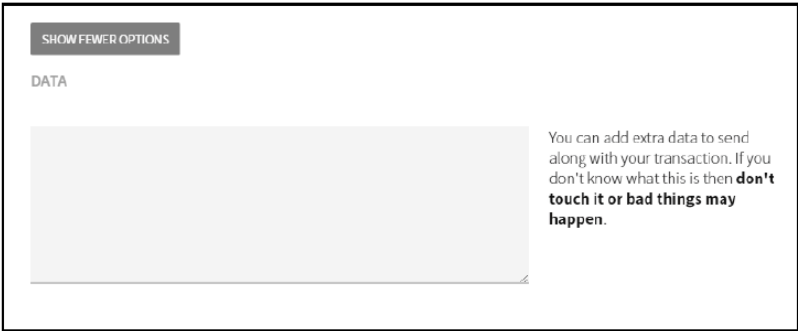 SHOW FEWER OPTIONS
DATA
You can add extra data to send
along with your transaction. If you
don't know what this is then don't
touch it or bad things may
happen.